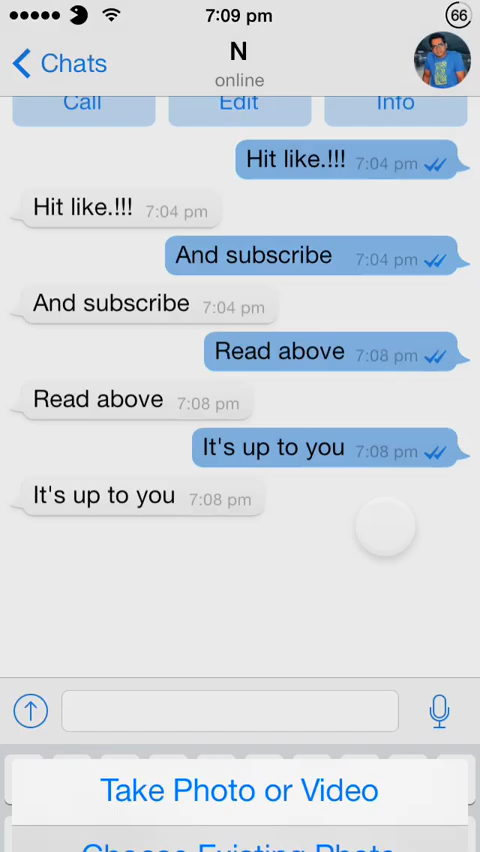 7:09 pm
66
Chats
N
online
Call
Edit
Info
Hit like.!!! 7:04 pm
Hit like.!!! 7:04 pm
And subscribe 7:04 pm
And subscribe 7:04 pm
Read above 7:08 pm
Read above 7:08 pm
It's up to you 7:08 pm
It's up to you 7:08 pm
Take Photo or Video
Choose Existing Photo